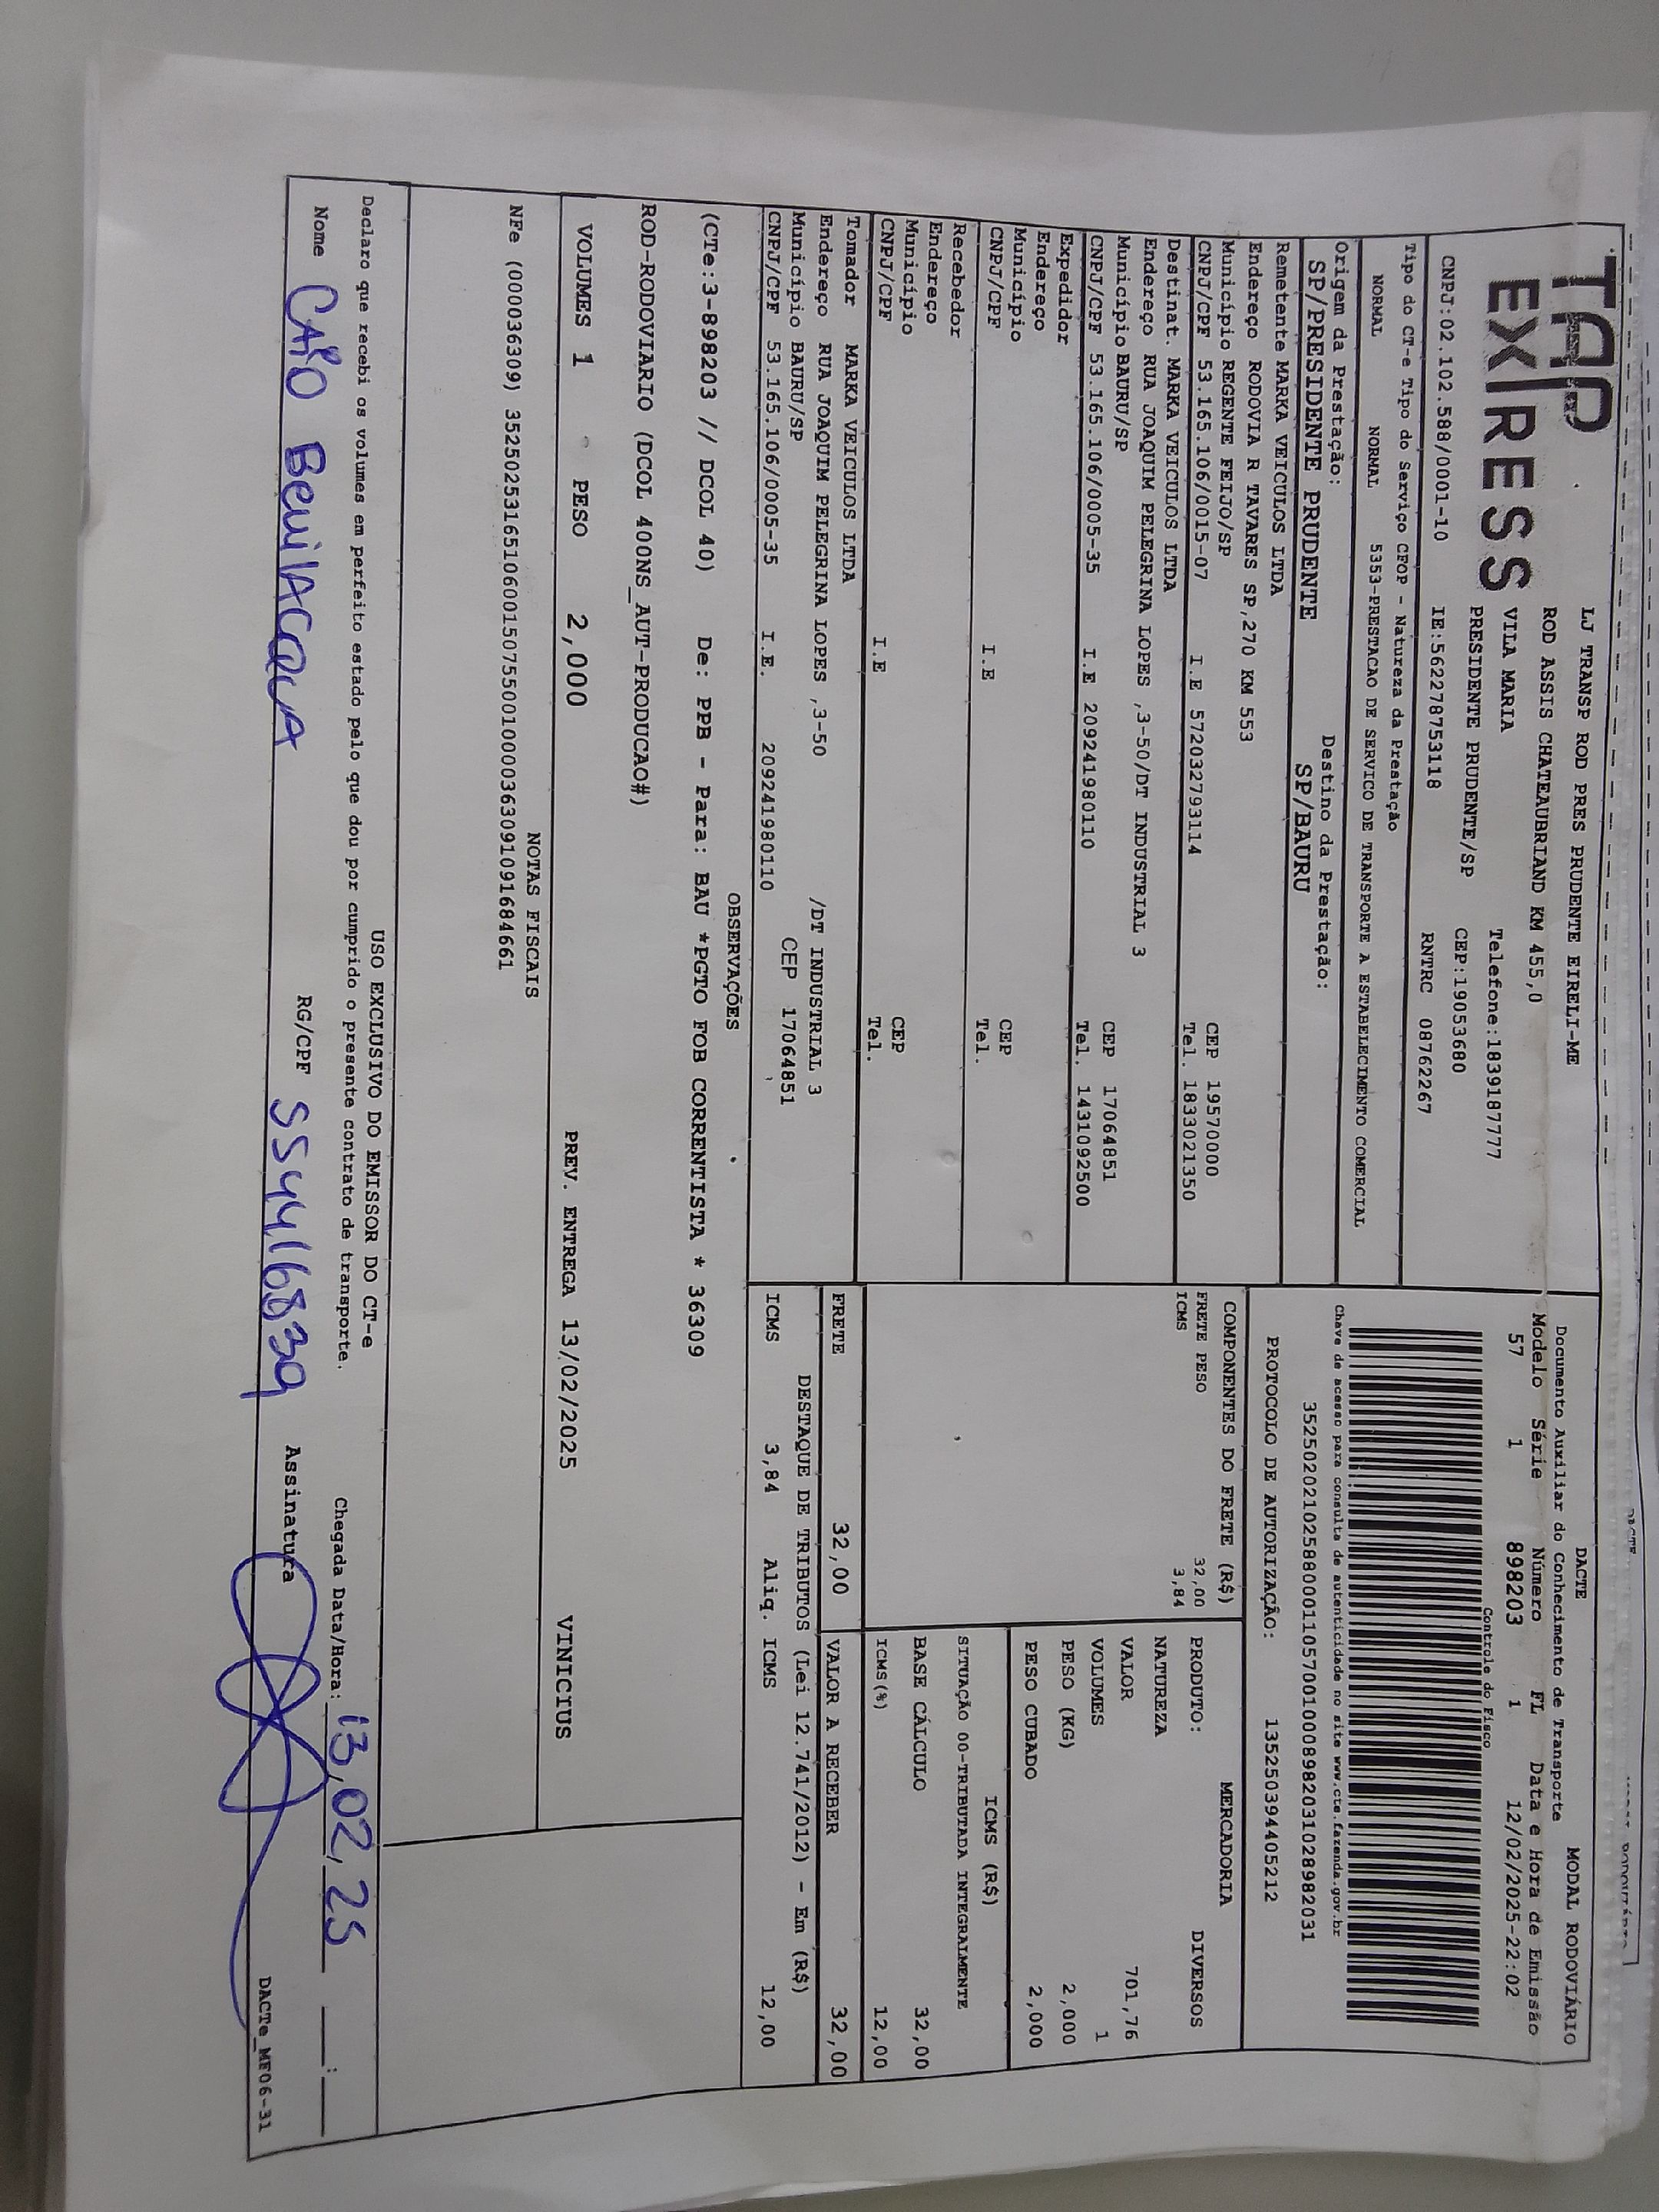 TAP
EXPRESS
LJ TRANSP ROD PRES PRUDENTE EIRELI-ME
ROD ASSIS CHATEAUBRIAND KM 455,0
VILA MARIA Telefone:1839187777
PRESIDENTE PRUDENTE/SP CEP:19053680
CNPJ:02.102.588/0001-10 IE:562278753118 RNTRC 08762267
Tipo do CT-e Tipo do Serviço CFOP - Natureza da Prestação
NORMAL NORMAL 5353-PRESTACAO DE SERVICO DE TRANSPORTE A ESTABELECIMENTO COMERCIAL
Origem da Prestação: Destino da Prestação:
SP/PRESIDENTE PRUDENTE SP/BAURU
Remetente MARKA VEICULOS LTDA
Endereço RODOVIA R TAVARES SP,270 KM 553
Município REGENTE FEIJO/SP CEP 19570000
CNPJ/CPF 53.165.106/0015-07 I.E 572032793114 Tel. 1833021350
Destinat. MARKA VEICULOS LTDA
Endereço RUA JOAQUIM PELEGRINA LOPES ,3-50/DT INDUSTRIAL 3
Município BAURU/SP CEP 17064851
CNPJ/CPF 53.165.106/0005-35 I.E 209241980110 Tel. 1431092500
Expedidor
Endereço
Município CEP
CNPJ/CPF I.E Tel.
Recebedor
Endereço
Município CEP
CNPJ/CPF I.E Tel.
Tomador MARKA VEICULOS LTDA
Endereço RUA JOAQUIM PELEGRINA LOPES ,3-50 /DT INDUSTRIAL 3
Município BAURU/SP CEP 17064851
CNPJ/CPF 53.165.106/0005-35 I.E. 209241980110
DACTE MODAL RODOVIÁRIO
Documento Auxiliar do Conhecimento de Transporte
Modelo Série Número FL Data e Hora de Emissão
57 1 898203 1 12/02/2025-22:02
Controle do Fisco
Chave de acesso para consulta de autenticidade no site www.cte.fazenda.gov.br
35250202102588000110570010008982031028982031
PROTOCOLO DE AUTORIZAÇÃO: 135250394405212
COMPONENTES DO FRETE (R$)
FRETE PESO 32,00
ICMS 3,84
MERCADORIA
PRODUTO: DIVERSOS
NATUREZA
VALOR 701,76
VOLUMES 1
PESO (KG) 2,000
PESO CUBADO 2,000
ICMS (R$)
SITUAÇÃO 00-TRIBUTADA INTEGRALMENTE
BASE CÁLCULO 32,00
ICMS(%) 12,00
FRETE 32,00 VALOR A RECEBER 32,00
DESTAQUE DE TRIBUTOS (Lei 12.741/2012) - Em (R$)
ICMS 3,84 Aliq. ICMS 12,00
OBSERVAÇÕES
(CTe:3-898203 // DCOL 40) De: PPB - Para: BAU *PGTO FOB CORRENTISTA * 36309
ROD-RODOVIARIO (DCOL 400NS_AUT-PRODUCAO#)
VOLUMES 1 PESO 2,000 PREV. ENTREGA 13/02/2025 VINICIUS
NOTAS FISCAIS
NFe (000036309) 35250253165106001507550010000363091091684661
USO EXCLUSIVO DO EMISSOR DO CT-e
Declaro que recebi os volumes em perfeito estado pelo que dou por cumprido o presente contrato de transporte. Chegada Data/Hora: 13,02,25 __:__
Nome CAIO BevilACQUA RG/CPF 554416839 Assinatura
DACTe_MF06-31